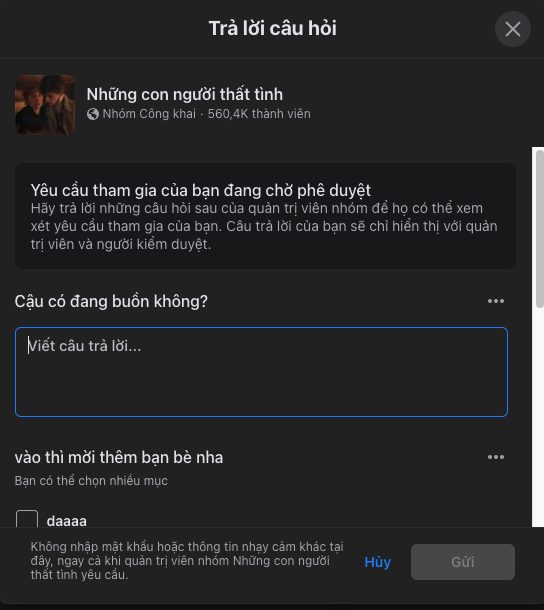 Trả lời câu hỏi
Những con người thất tình
Nhóm Công khai · 560,4K thành viên
Yêu cầu tham gia của bạn đang chờ phê duyệt
Hãy trả lời những câu hỏi sau của quản trị viên nhóm để họ có thể xem
xét yêu cầu tham gia của bạn. Câu trả lời của bạn sẽ chỉ hiển thị với quản
trị viên và người kiểm duyệt.
Cậu có đang buồn không?
Viết câu trả lời...
vào thì mời thêm bạn bè nha
Bạn có thể chọn nhiều mục
daaaa
Không nhập mật khẩu hoặc thông tin nhạy cảm khác tại
đây, ngay cả khi quản trị viên nhóm Những con người
thất tình yêu cầu.
Hủy
Gửi